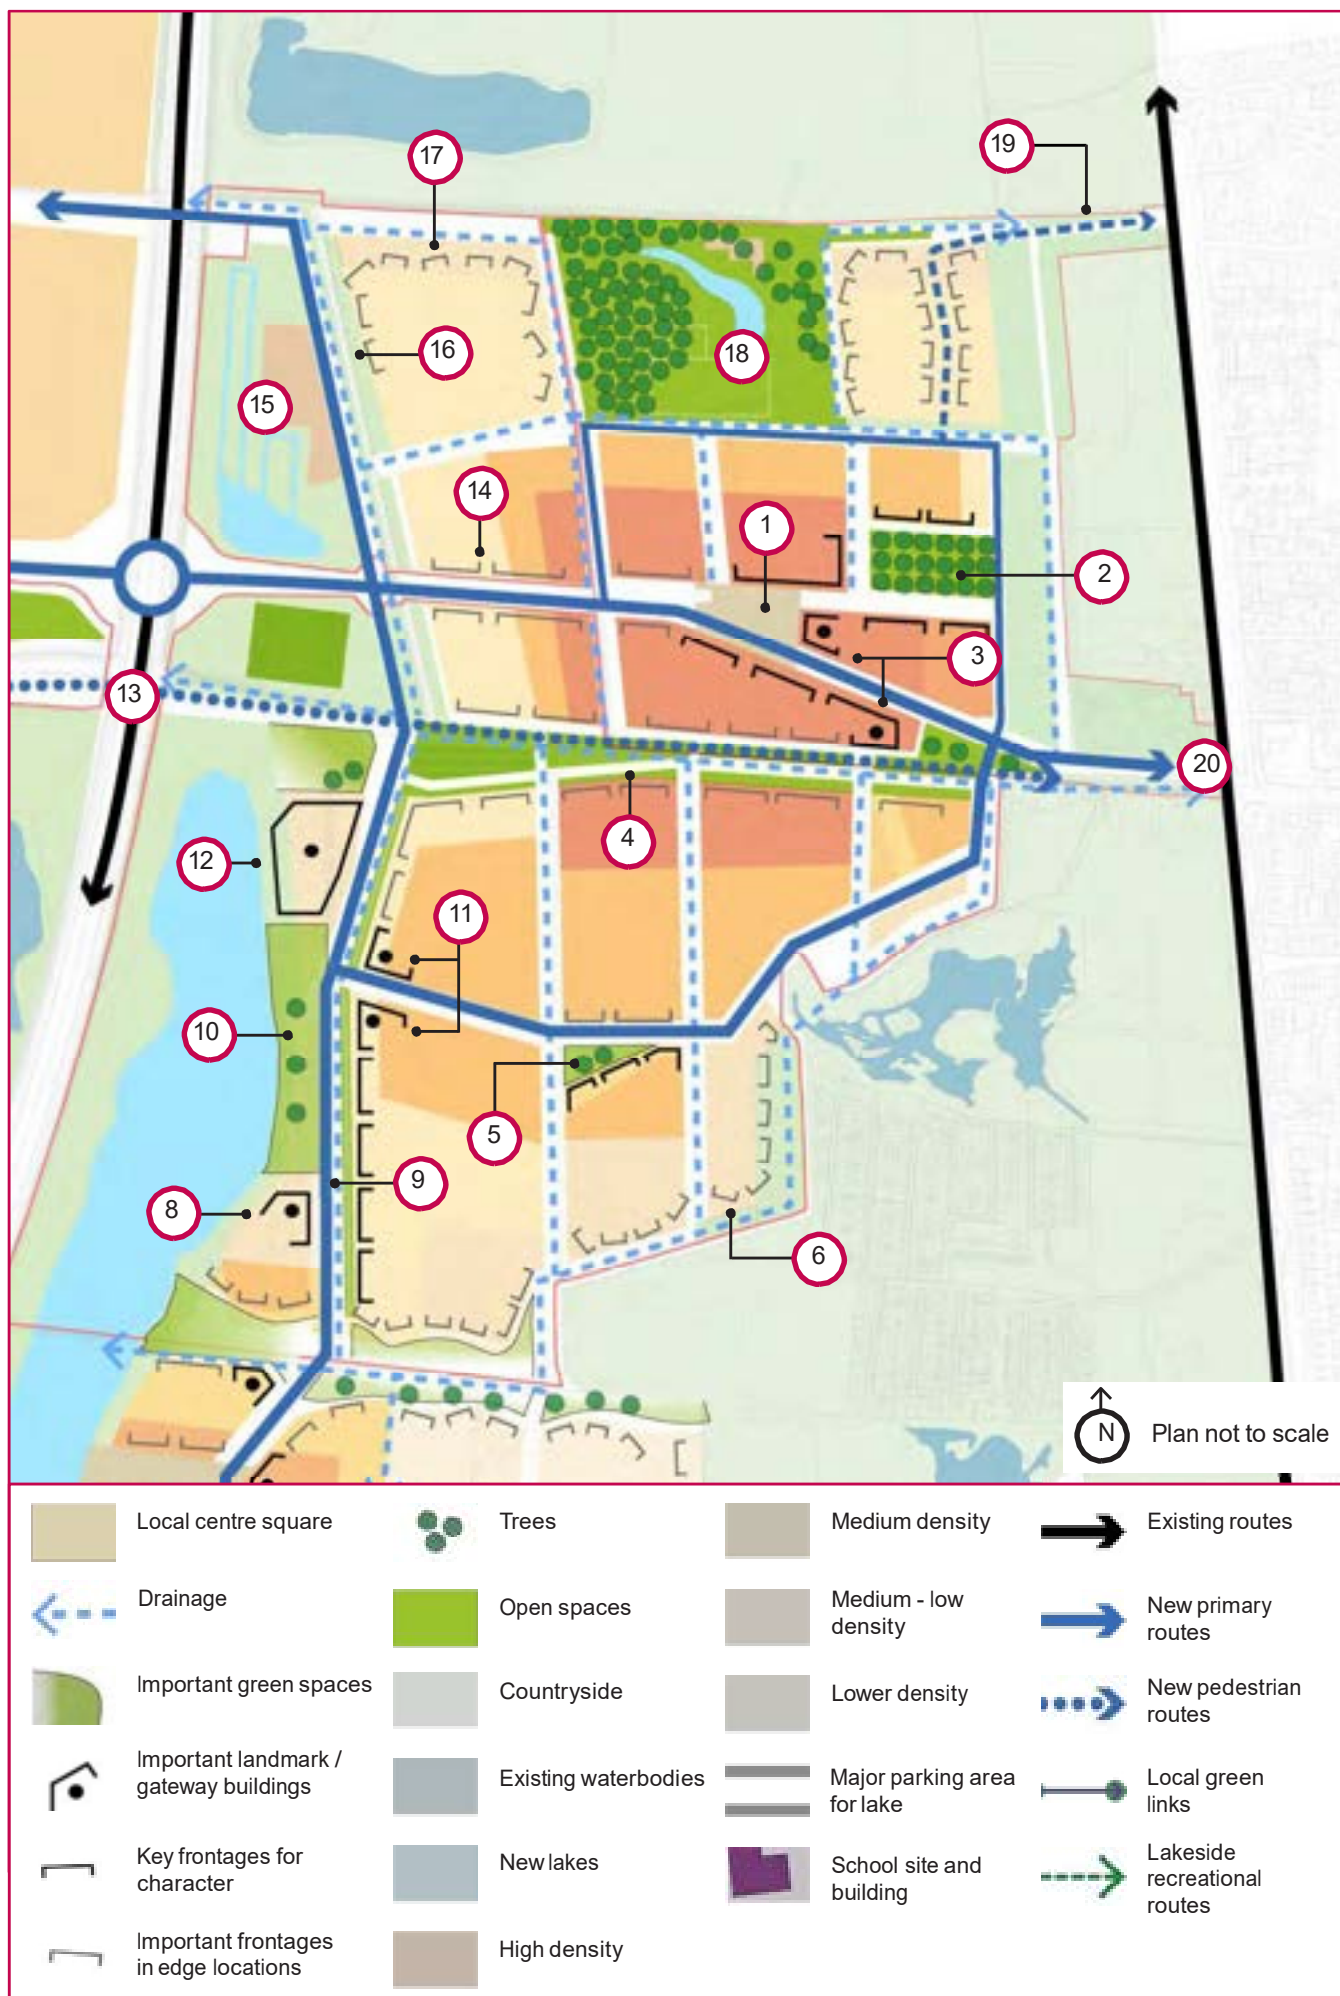 17
19
16
18
15
14
1
2
3
13
20
4
12
11
10
5
9
8
6
N
Plan not to scale
Local centre square
Drainage
Important green spaces
Important landmark /
gateway buildings
Key frontages for
character
Important frontages
in edge locations
Trees
Open spaces
Countryside
Existing waterbodies
New lakes
High density
Medium density
Medium - low
density
Lower density
Major parking area
for lake
School site and
building
Existing routes
New primary
routes
New pedestrian
routes
Local green
links
Lakeside
recreational
routes